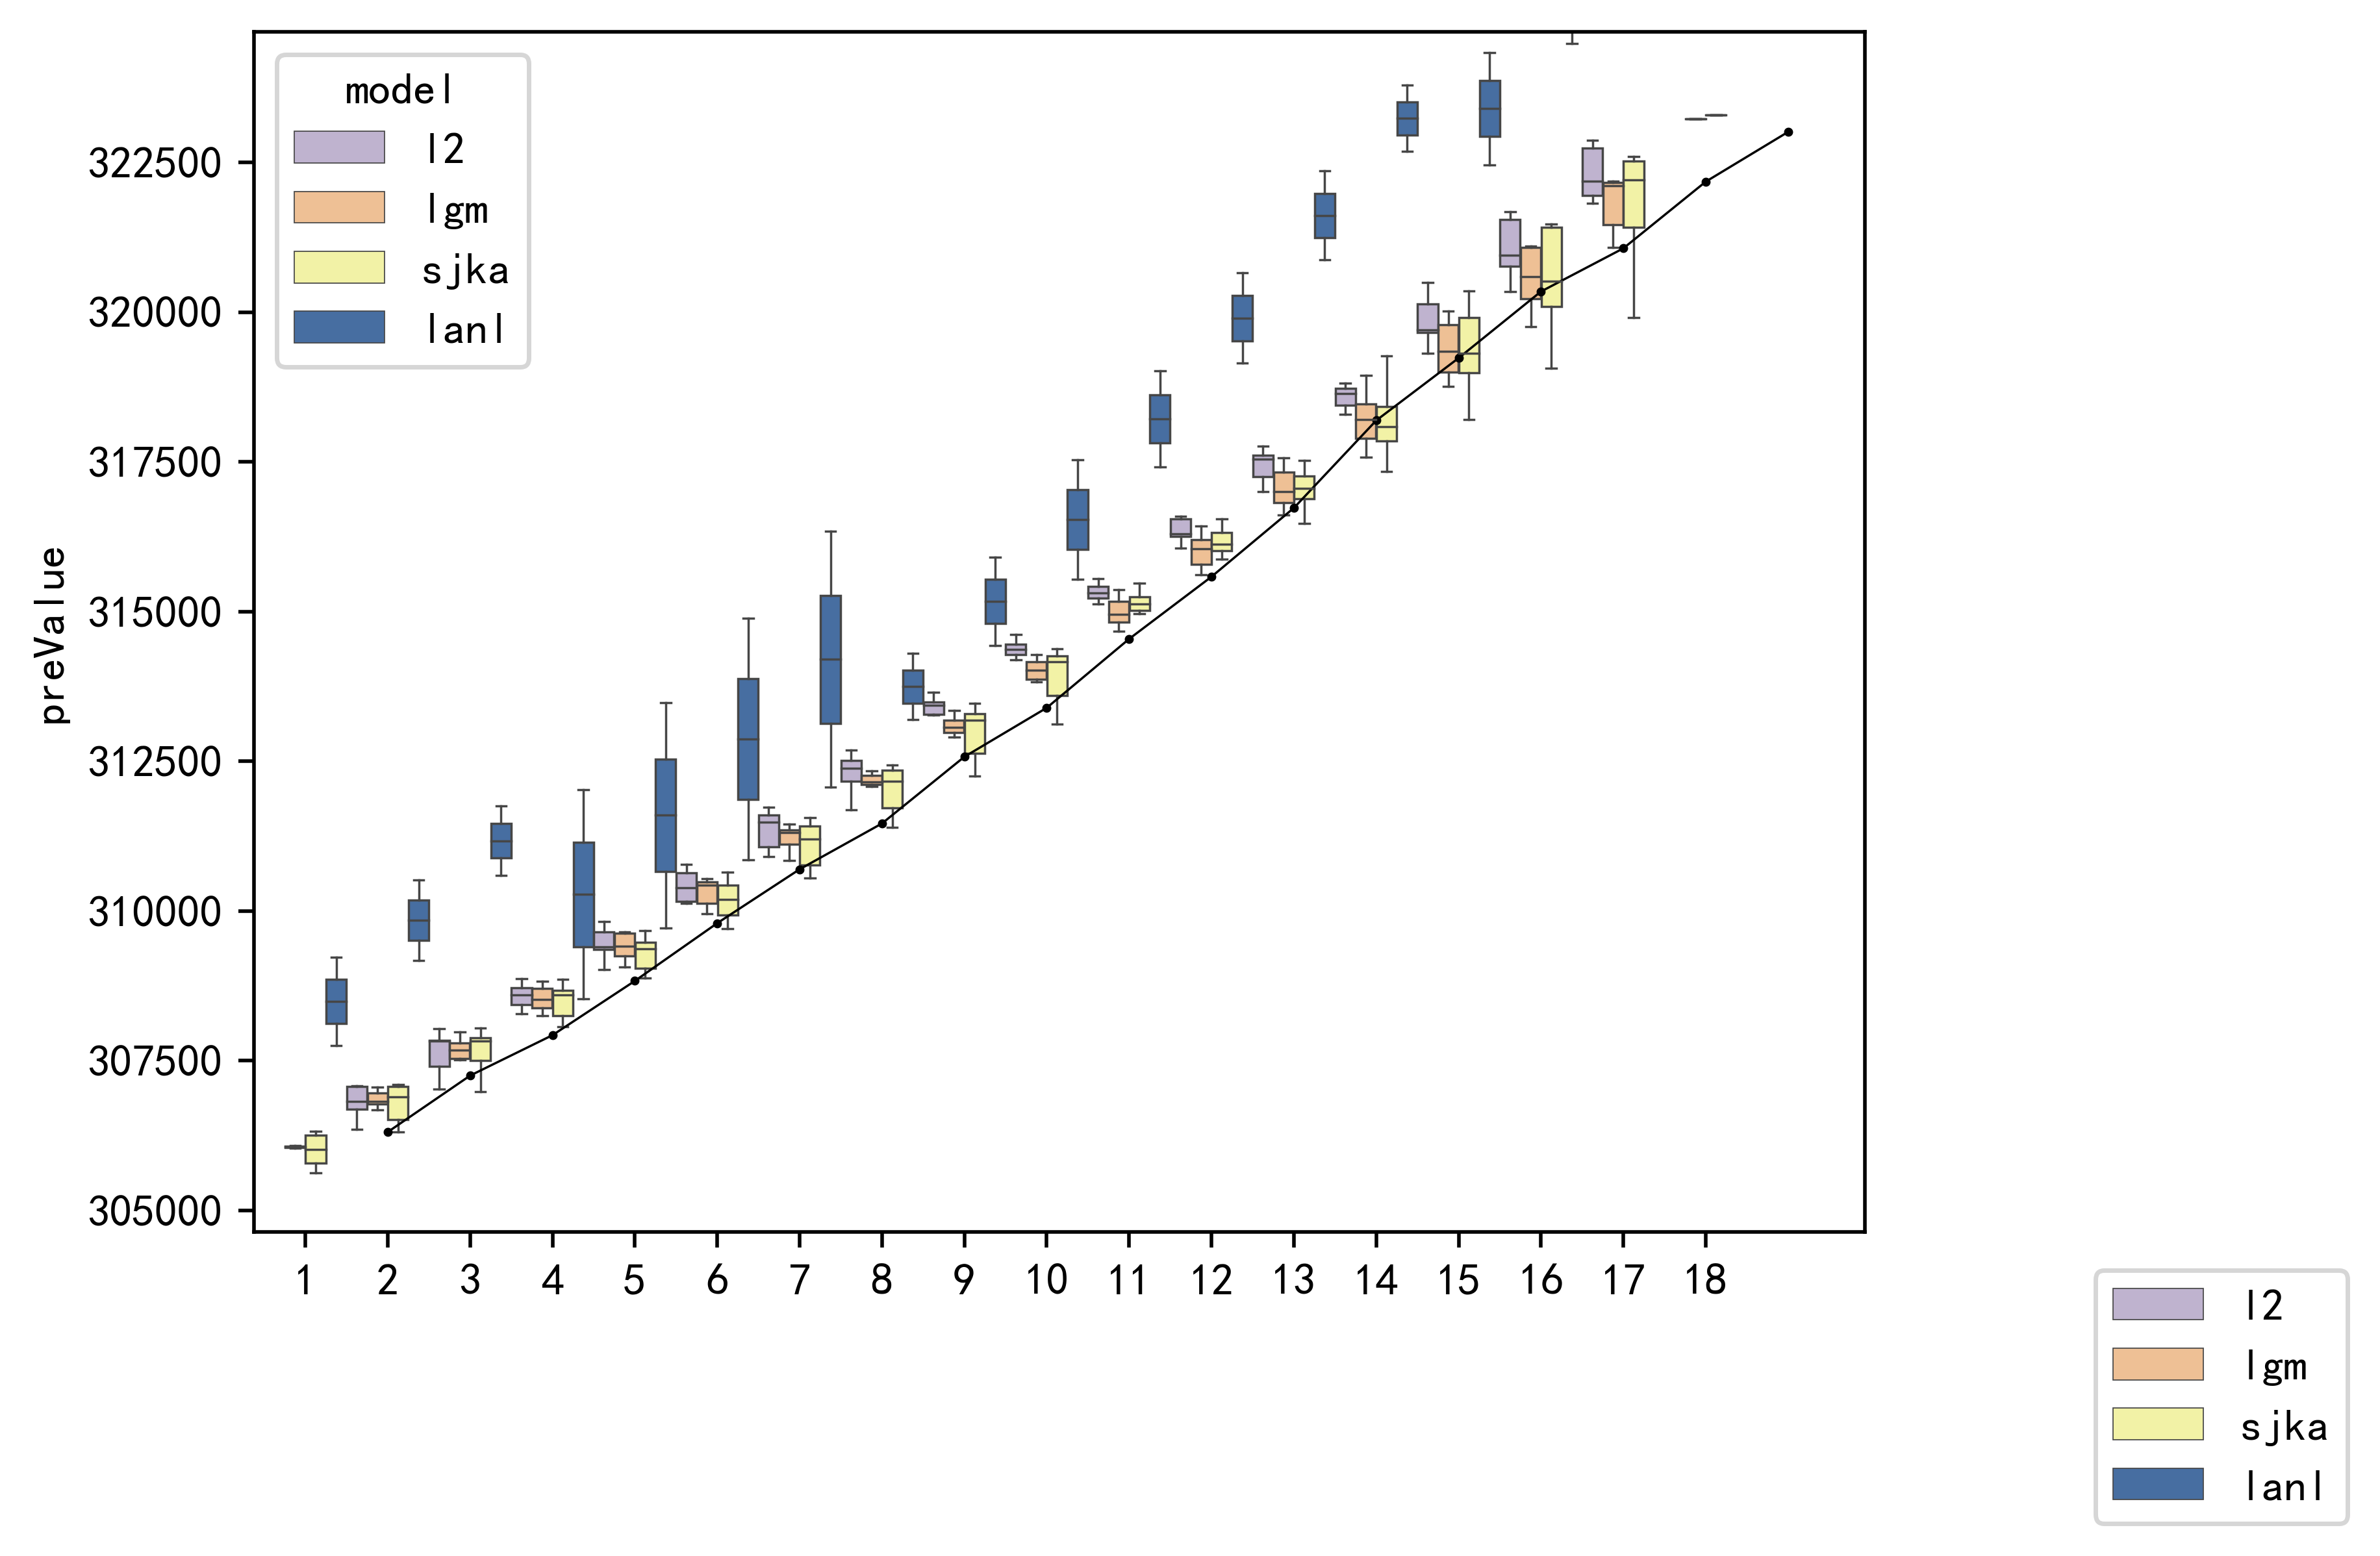 model
l2
lgm
sjka
lanl
preValue
322500
320000
317500
315000
312500
310000
307500
305000
1 2 3 4 5 6 7 8 9 10 11 12 13 14 15 16 17 18
l2
lgm
sjka
lanl